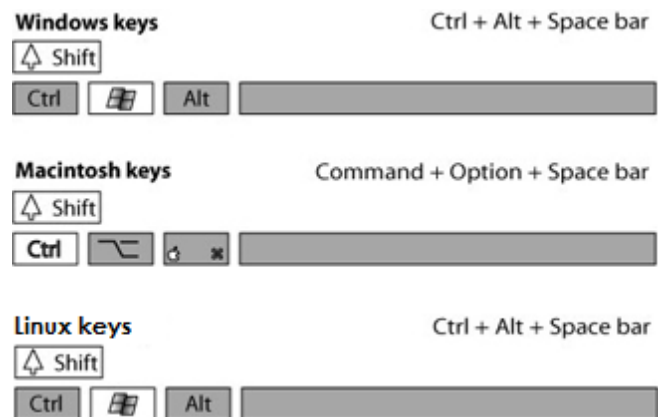 Windows keys Ctrl + Alt + Space bar
Shift
Ctrl Alt
Macintosh keys Command + Option + Space bar
Shift
Ctrl ⌥ ⌘
Linux keys Ctrl + Alt + Space bar
Shift
Ctrl Alt